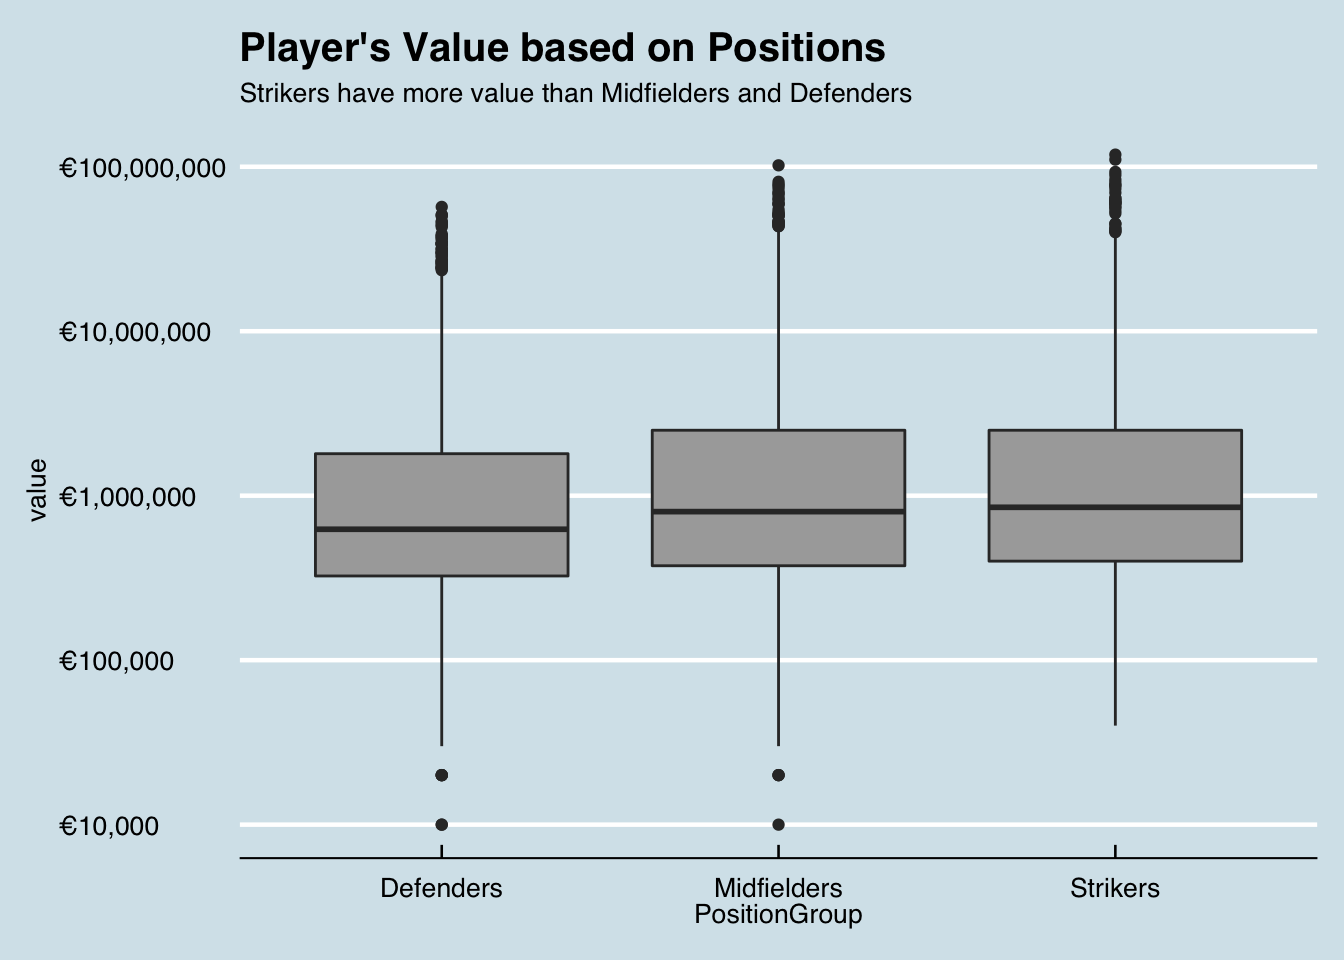 Player's Value based on Positions
Strikers have more value than Midfielders and Defenders
€100,000,000
€10,000,000
value
€1,000,000
€100,000
€10,000
Defenders
Midfielders
Strikers
PositionGroup